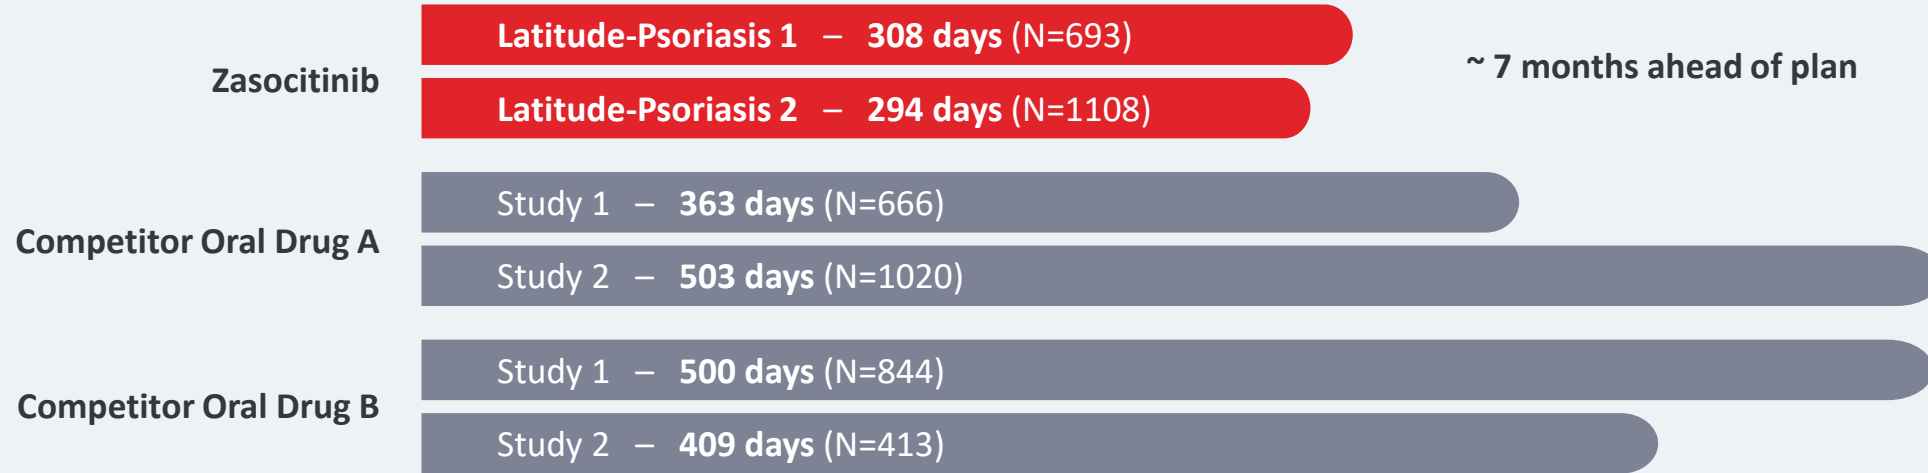 Zasocitinib
Latitude-Psoriasis 1 – 308 days (N=693)
Latitude-Psoriasis 2 – 294 days (N=1108)
~ 7 months ahead of plan
Competitor Oral Drug A
Study 1 – 363 days (N=666)
Study 2 – 503 days (N=1020)
Competitor Oral Drug B
Study 1 – 500 days (N=844)
Study 2 – 409 days (N=413)